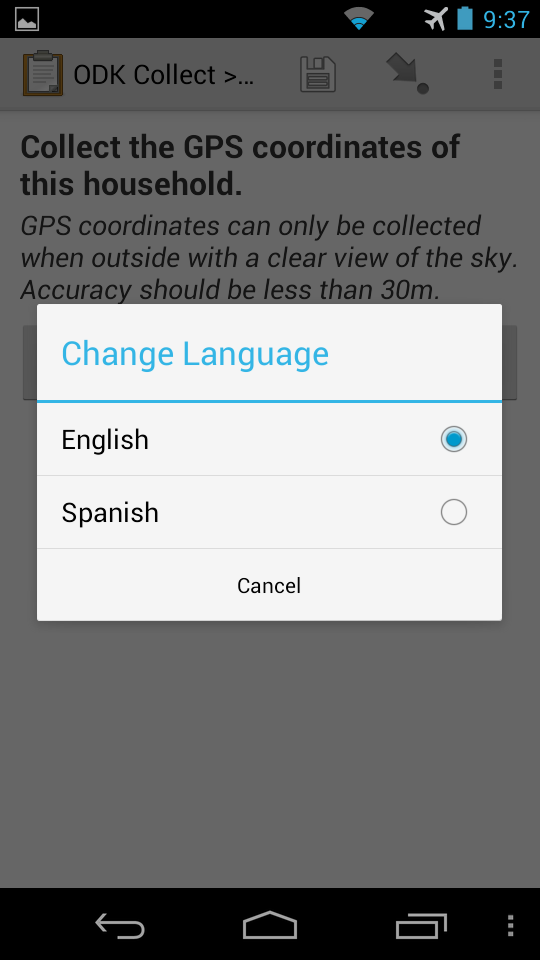 9:37
ODK Collect >...
Collect the GPS coordinates of
this household.
GPS coordinates can only be collected
when outside with a clear view of the sky.
Accuracy should be less than 30m.
Change Language
English
Spanish
Cancel